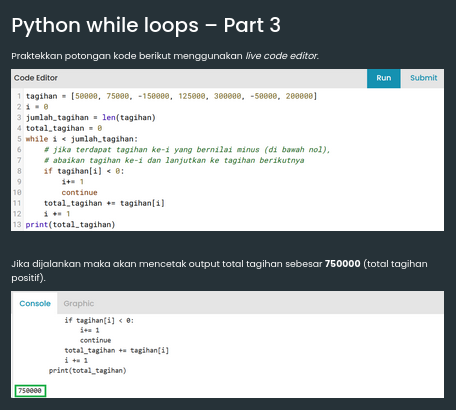 Python while loops – Part 3
Praktekkan potongan kode berikut menggunakan live code editor.
Code Editor
Run
Submit
1 tagihan = [50000, 75000, -150000, 125000, 300000, -50000, 200000]
2 i = 0
3 jumlah_tagihan = len(tagihan)
4 total_tagihan = 0
5 while i < jumlah_tagihan:
6 # jika terdapat tagihan ke-i yang bernilai minus (di bawah nol),
7 # abaikan tagihan ke-i dan lanjutkan ke tagihan berikutnya
8 if tagihan[i] < 0:
9 i+= 1
10 continue
11 total_tagihan += tagihan[i]
12 i += 1
13 print(total_tagihan)
Jika dijalankan maka akan mencetak output total tagihan sebesar 750000 (total tagihan
positif).
Console
Graphic
if tagihan[i] < 0:
i+= 1
continue
total_tagihan += tagihan[i]
i += 1
print(total_tagihan)
750000